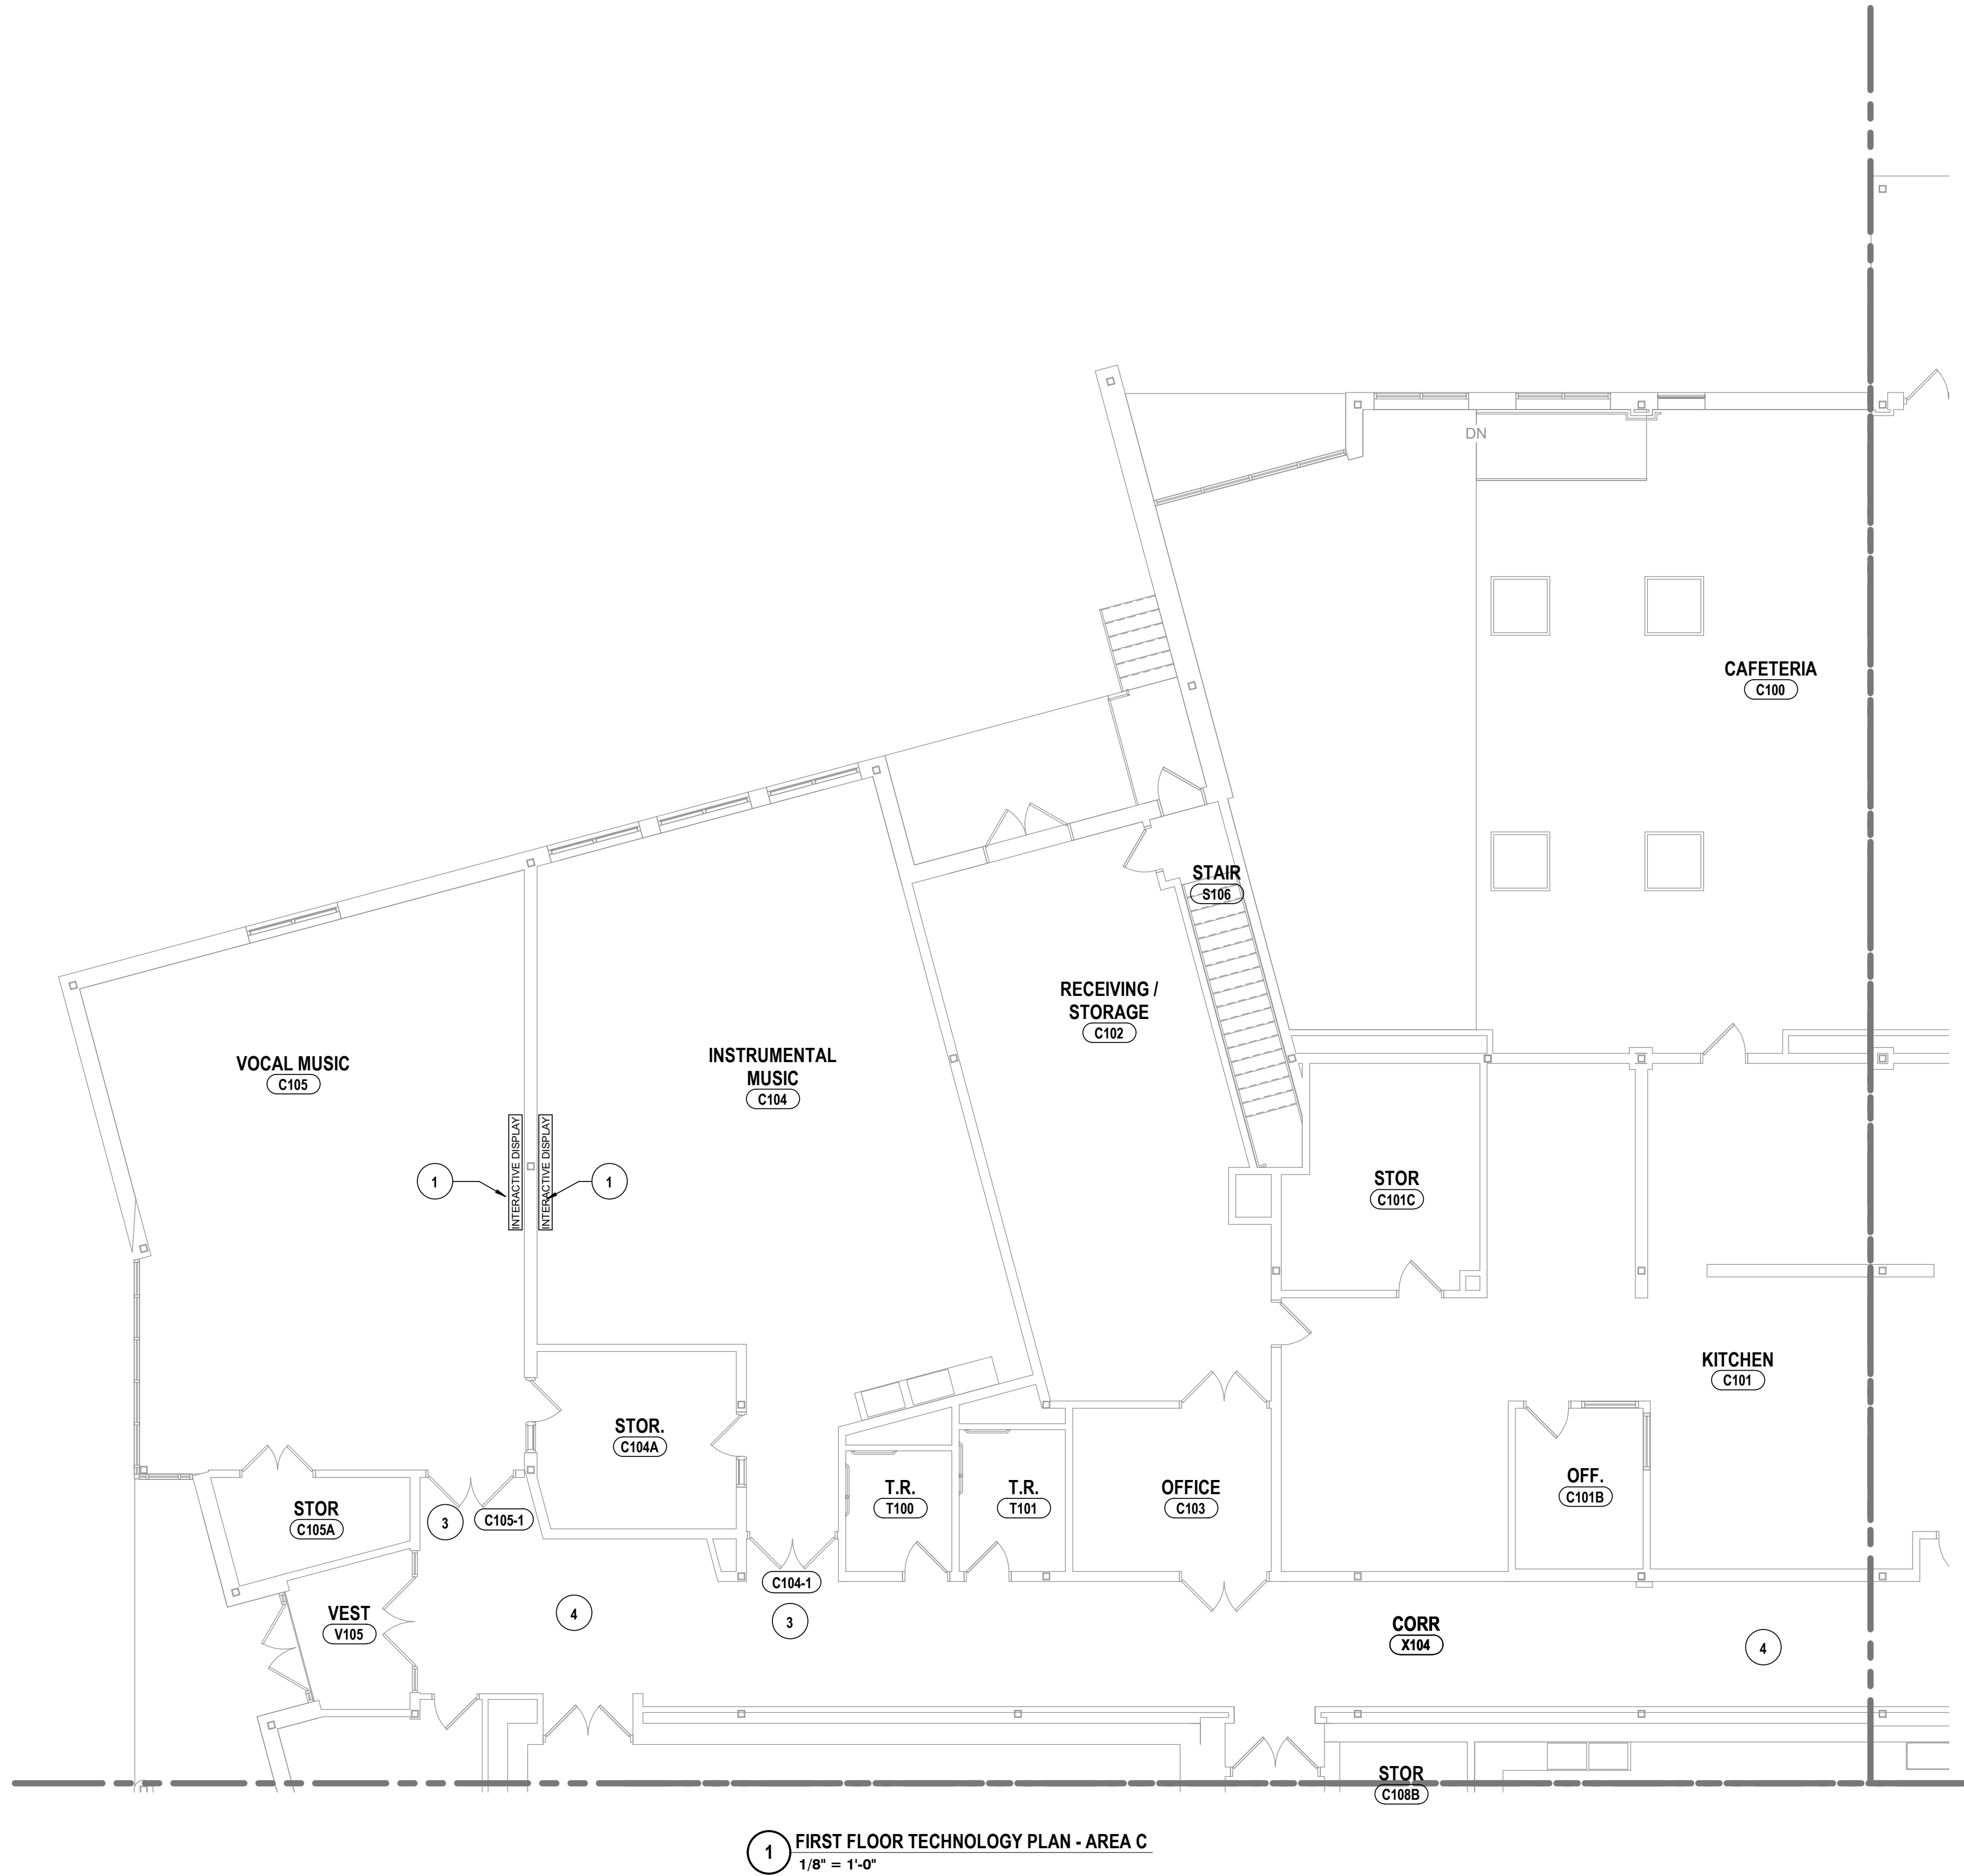 DN
CAFETERIA
C100
STAIR
S106
RECEIVING /
STORAGE
C102
VOCAL MUSIC
C105
INSTRUMENTAL
MUSIC
C104
INTERACTIVE DISPLAY
INTERACTIVE DISPLAY
1
1
STOR
C101C
KITCHEN
C101
STOR.
C104A
STOR
C105A
3
C105-1
T.R.
T100
T.R.
T101
OFFICE
C103
OFF.
C101B
C104-1
3
VEST
V105
4
CORR
X104
4
STOR
C108B
1
FIRST FLOOR TECHNOLOGY PLAN - AREA C
1/8" = 1'-0"